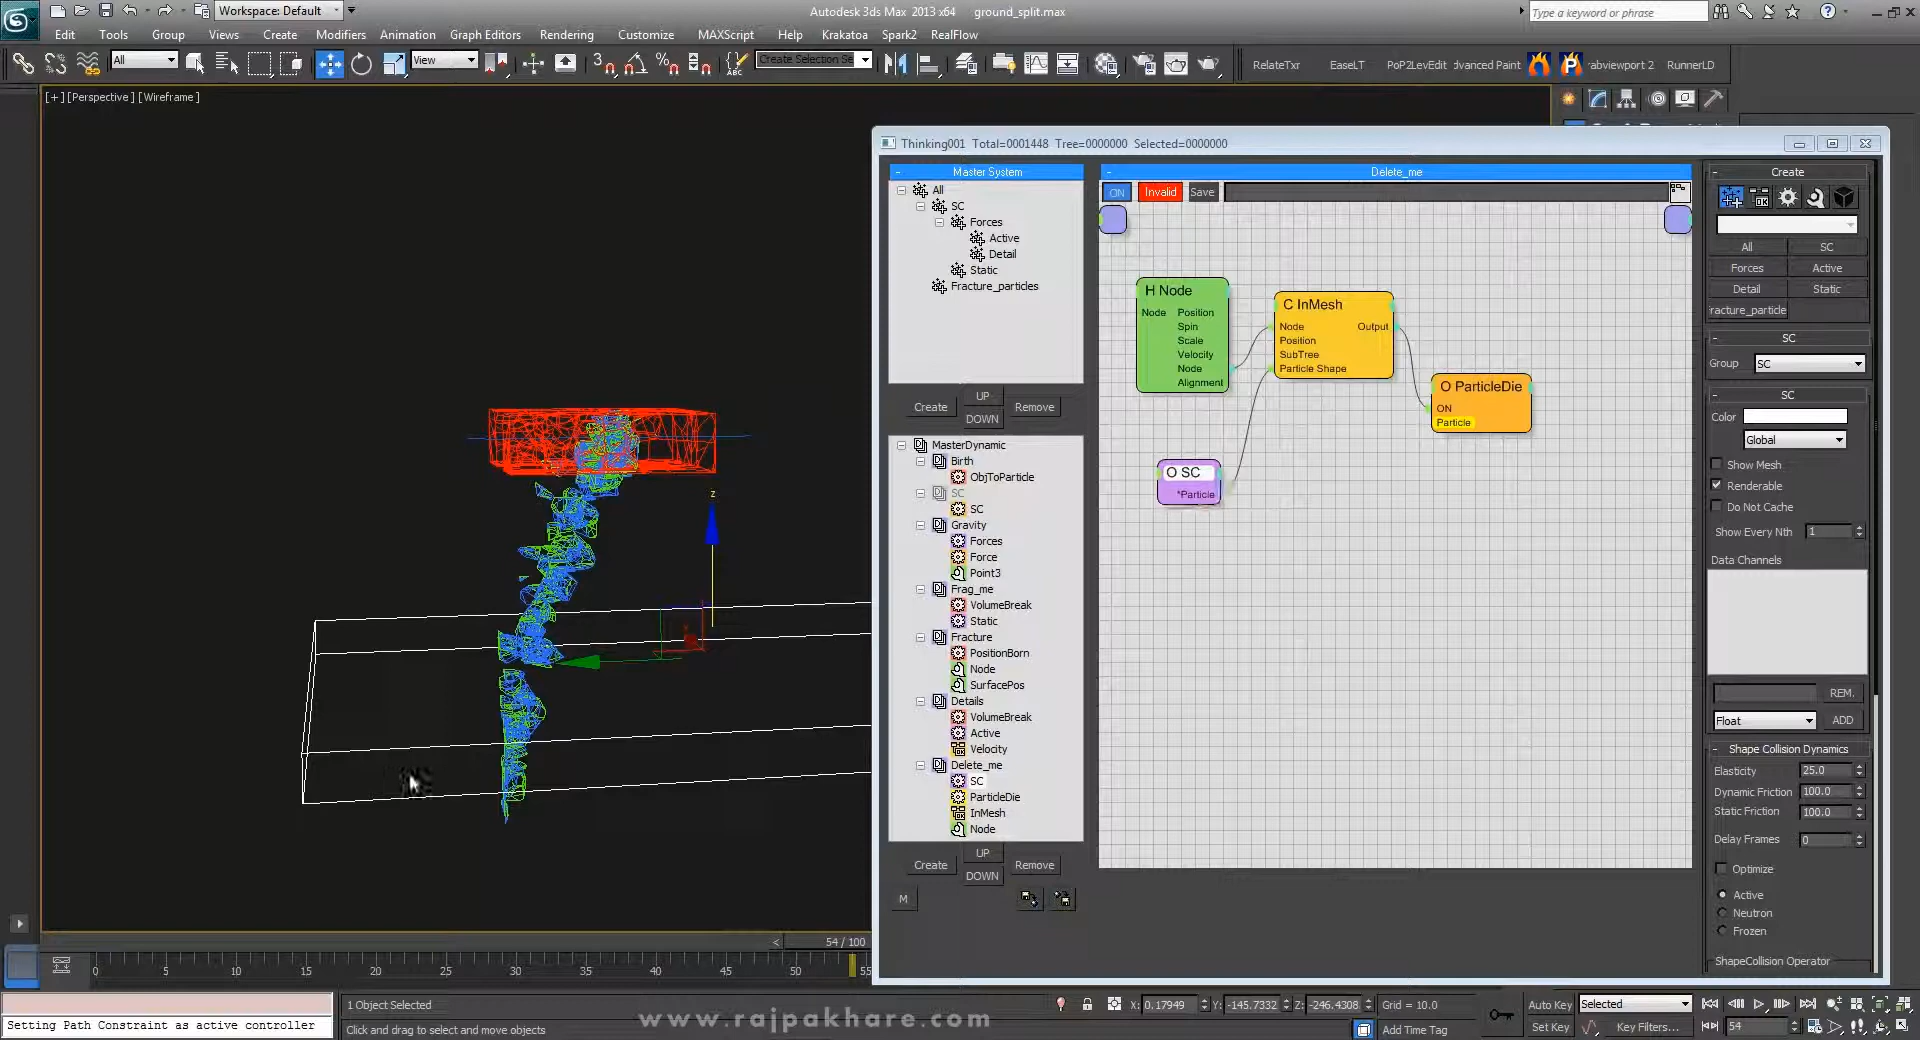 Workspace: Default
Autodesk 3ds Max 2013 x64 ground_split.max
Type a keyword or phrase
Edit Tools Group Views Create Modifiers Animation Graph Editors Rendering Customize MAXScript Help Krakatoa Spark2 RealFlow
All View Create Selection Se
RelateTxr EaseLT PoP2LevEdit dvanced Paint rabviewport 2 RunnerLD
[+] [Perspective] [Wireframe]
Thinking001 Total=0001448 Tree=0000000 Selected=0000000
Master System
All
SC
Forces
Active
Detail
Static
Fracture_particles
Create UP DOWN Remove
MasterDynamic
Birth
ObjToParticle
SC
SC
Gravity
Forces
Force
Point3
Frag_me
VolumeBreak
Static
Fracture
PositionBorn
Node
SurfacePos
Details
VolumeBreak
Active
Velocity
Delete_me
SC
ParticleDie
InMesh
Node
Create UP DOWN Remove
M
Delete_me
ON Invalid Save
H Node
Node Position
Spin
Scale
Velocity
Node
Alignment
C InMesh
Node Output
Position
SubTree
Particle Shape
O ParticleDie
ON
Particle
O SC
*Particle
Create
All SC
Forces Active
Detail Static
racture_particle
SC
Group SC
SC
Color
Global
Show Mesh
Renderable
Do Not Cache
Show Every Nth 1
Data Channels
REM.
Float ADD
Shape Collision Dynamics
Elasticity 25.0
Dynamic Friction 100.0
Static Friction 100.0
Delay Frames 0
Optimize
Active
Neutron
Frozen
ShapeCollision Operator
< 54 / 100
0 5 10 15 20 25 30 35 40 45 50 55
1 Object Selected X: 0.17949 Y: -145.7332 Z: -246.4308 Grid = 10.0 Auto Key Selected
Setting Path Constraint as active controller Click and drag to select and move objects www.rajpakhare.com Add Time Tag Set Key Key Filters... 54